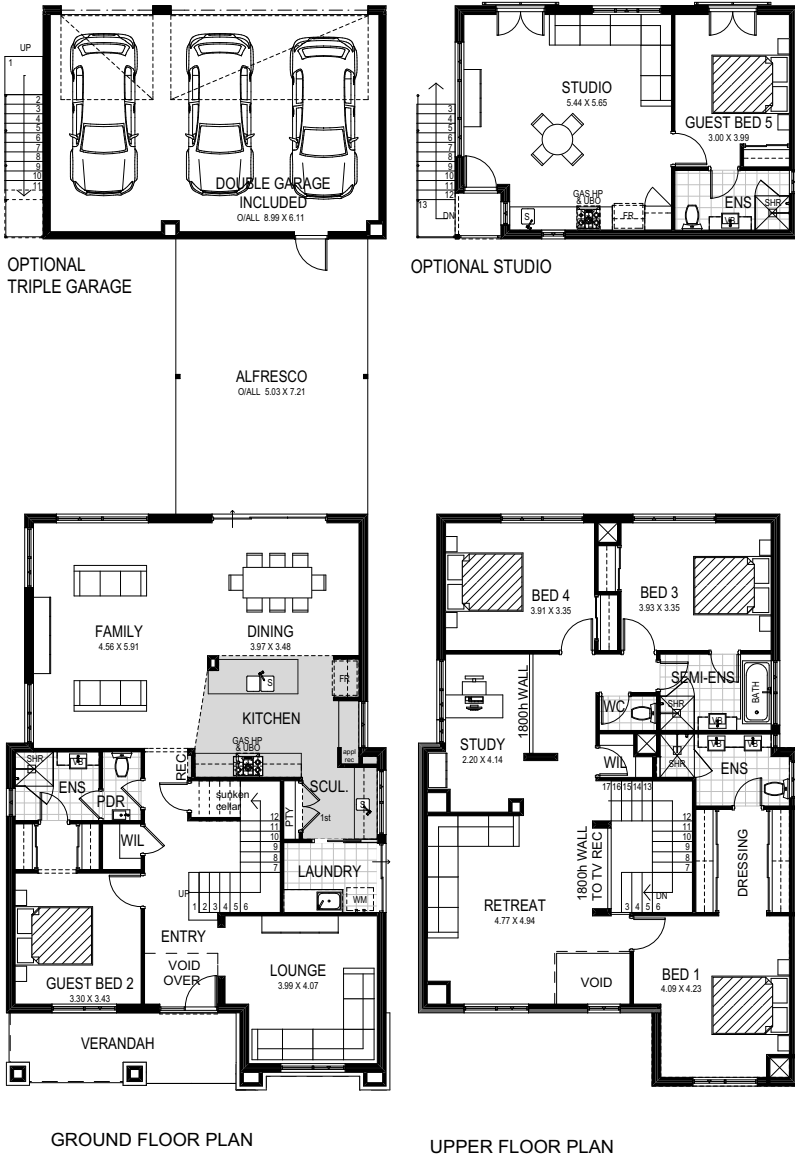 UP
1
2
3
4
5
6
7
8
9
10
11
DOUBLE GARAGE
INCLUDED
O/ALL 8.99 X 6.11
OPTIONAL
TRIPLE GARAGE
STUDIO
5.44 X 5.65
GUEST BED 5
3.00 X 3.99
3
4
5
6
7
8
9
10
11
12
13
DN
GAS HP
& UBO
S
FR
ENS
SHR
VB
OPTIONAL STUDIO
ALFRESCO
O/ALL 5.03 X 7.21
FAMILY
4.56 X 5.91
DINING
3.97 X 3.48
S
FR
KITCHEN
GAS HP
& UBO
appl
rec
REC
SHR
VB
ENS
PDR
sunken
cellar
SCUL.
PTY
1st
S
WIL
12
11
10
9
8
7
LAUNDRY
WM
UP
1 2 3 4 5 6
ENTRY
VOID
OVER
GUEST BED 2
3.30 X 3.43
LOUNGE
3.99 X 4.07
VERANDAH
GROUND FLOOR PLAN
BED 4
3.91 X 3.35
BED 3
3.93 X 3.35
1800h WALL
SEMI-ENS
BATH
WC
SHR
VB
STUDY
2.20 X 4.14
WIL
SHR
VB
VB
ENS
17 16 15 14 13
12
11
10
9
8
7
DRESSING
1800h WALL
TO TV REC
DN
3 4 5 6
RETREAT
4.77 X 4.94
VOID
BED 1
4.09 X 4.23
UPPER FLOOR PLAN